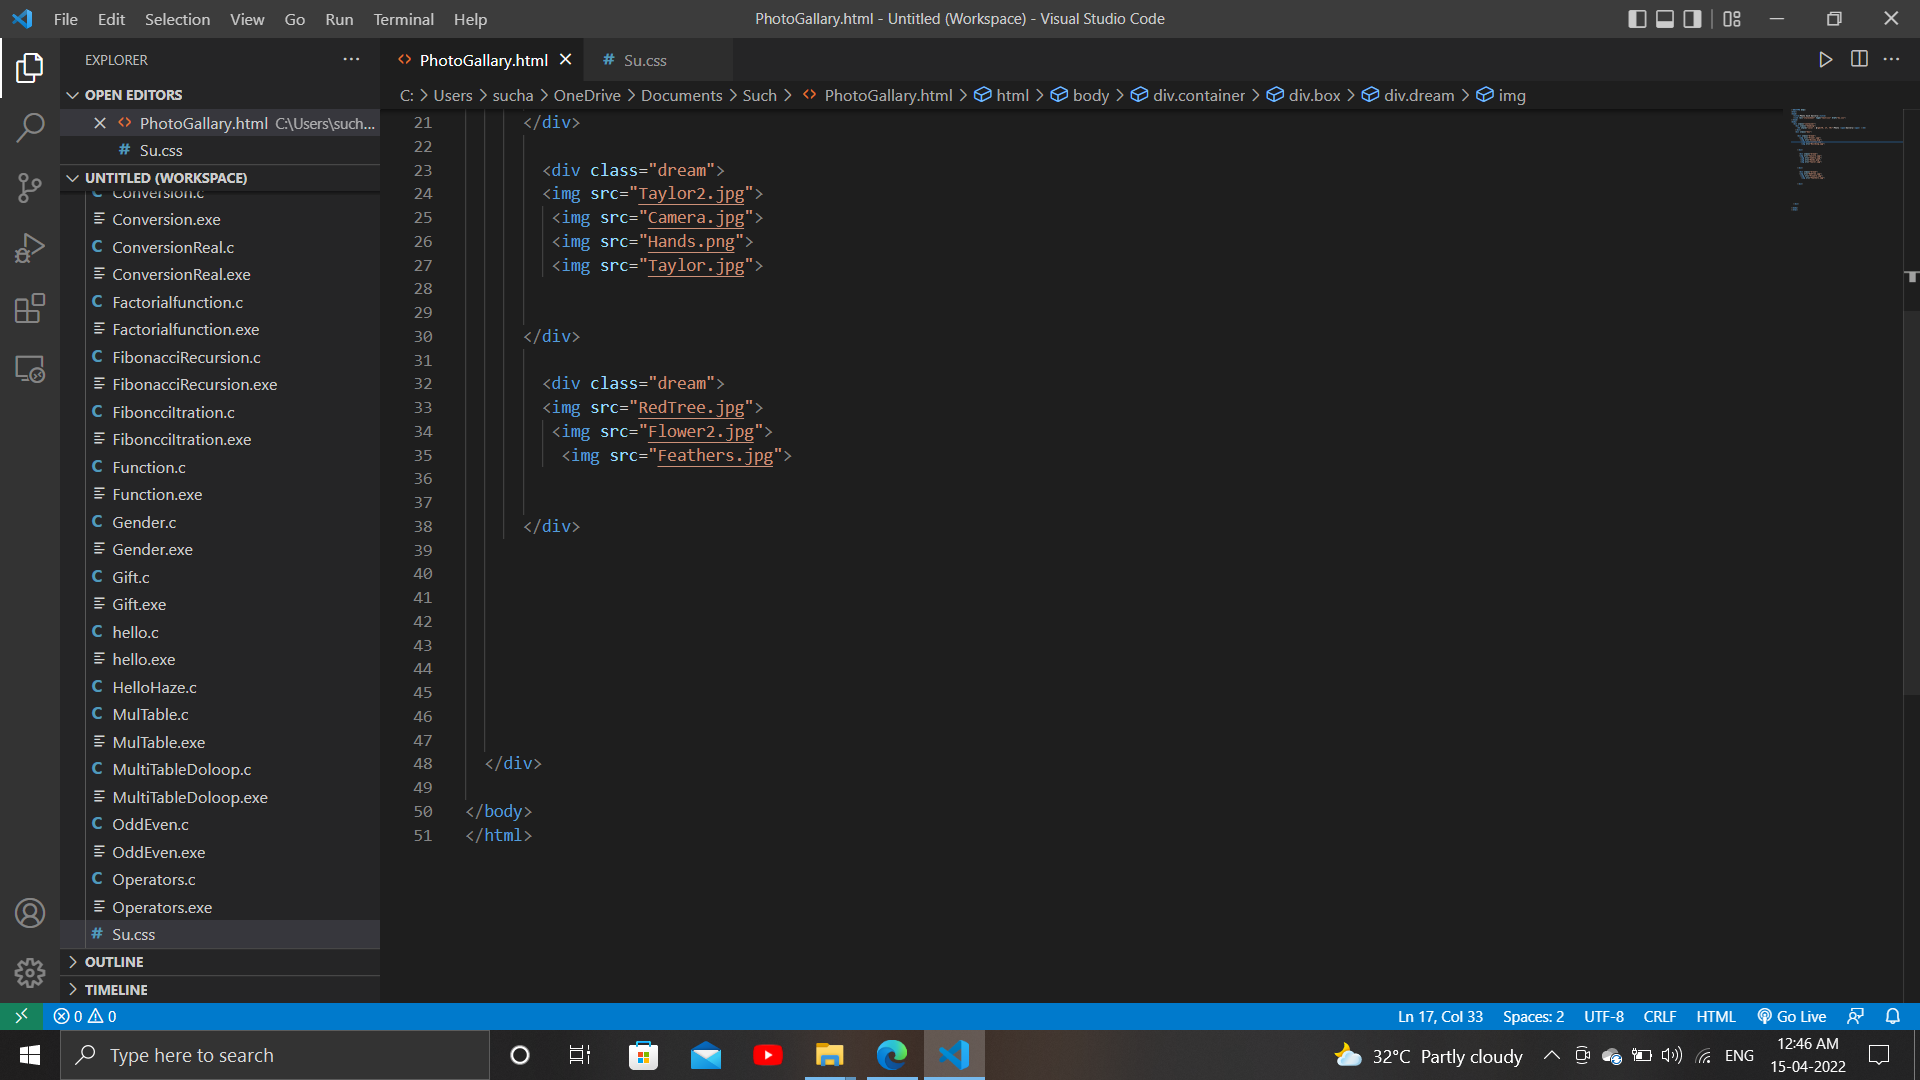 File Edit Selection View Go Run Terminal Help PhotoGallary.html - Untitled (Workspace) - Visual Studio Code
EXPLORER
PhotoGallary.html
Su.css
OPEN EDITORS
C: > Users > sucha > OneDrive > Documents > Such > PhotoGallary.html > html > body > div.container > div.box > div.dream > img
PhotoGallary.html C:\Users\such...
Su.css
UNTITLED (WORKSPACE)
Conversion.c
Conversion.exe
ConversionReal.c
ConversionReal.exe
Factorialfunction.c
Factorialfunction.exe
FibonacciRecursion.c
FibonacciRecursion.exe
FiboncciItration.c
FiboncciItration.exe
Function.c
Function.exe
Gender.c
Gender.exe
Gift.c
Gift.exe
hello.c
hello.exe
HelloHaze.c
MulTable.c
MulTable.exe
MultiTableDoloop.c
MultiTableDoloop.exe
OddEven.c
OddEven.exe
Operators.c
Operators.exe
Su.css
OUTLINE
TIMELINE
21 </div>
22
23 <div class="dream">
24 <img src="Taylor2.jpg">
25 <img src="Camera.jpg">
26 <img src="Hands.png">
27 <img src="Taylor.jpg">
28
29
30 </div>
31
32 <div class="dream">
33 <img src="RedTree.jpg">
34 <img src="Flower2.jpg">
35 <img src="Feathers.jpg">
36
37
38 </div>
39
40
41
42
43
44
45
46
47
48 </div>
49
50 </body>
51 </html>
0 0
Ln 17, Col 33 Spaces: 2 UTF-8 CRLF HTML Go Live
Type here to search
32°C Partly cloudy
ENG
12:46 AM
15-04-2022